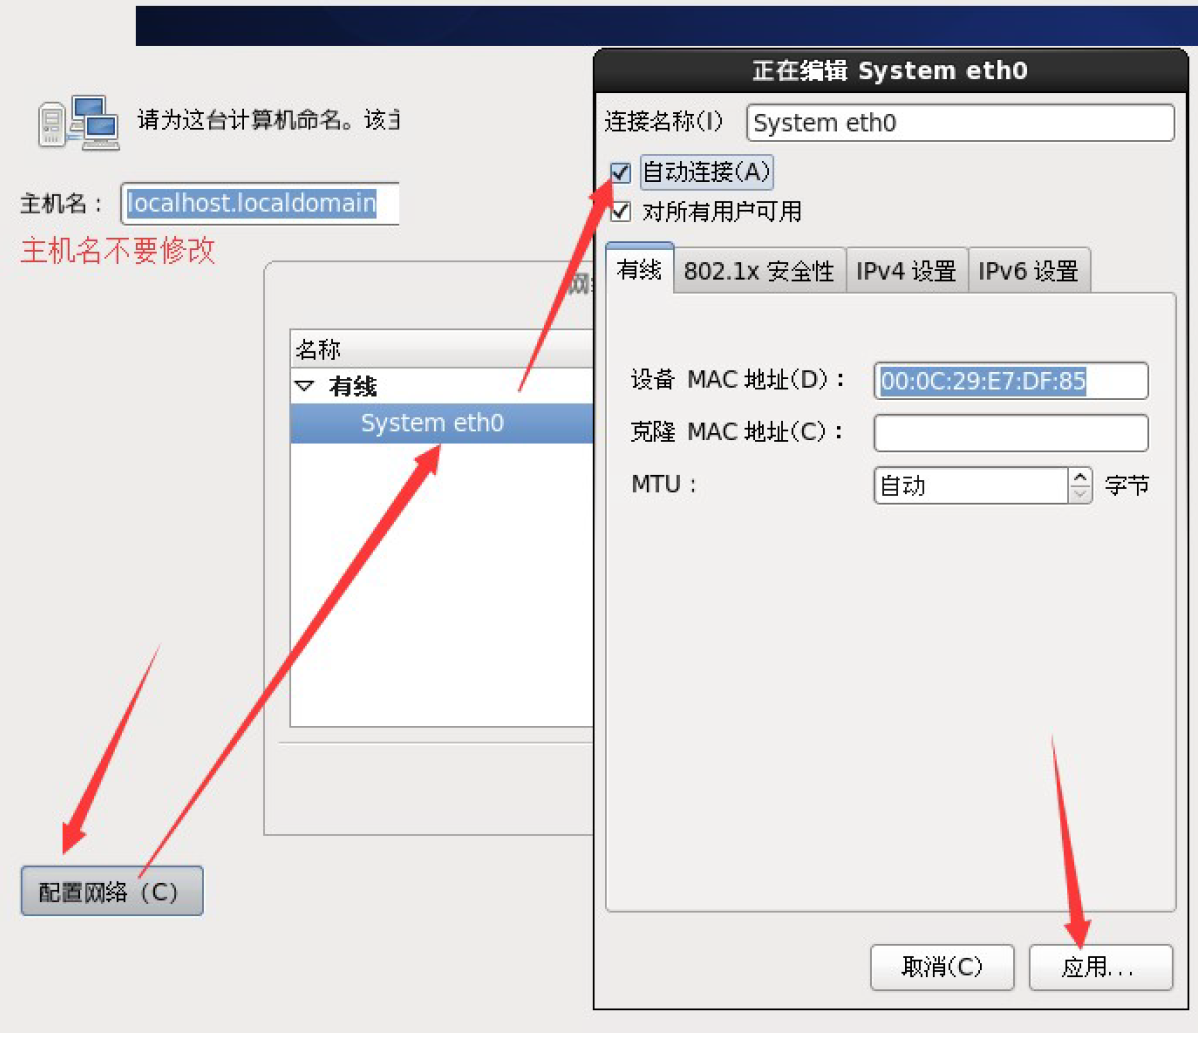 请为这台计算机命名。该
主机名：
localhost.localdomain
主机名不要修改
名称
有线
System eth0
配置网络（C）
正在编辑 System eth0
连接名称(I)
System eth0
自动连接(A)
对所有用户可用
有线
802.1x 安全性
IPv4 设置
IPv6 设置
设备 MAC 地址(D)：
00:0C:29:E7:DF:85
克隆 MAC 地址(C)：
MTU：
自动
字节
取消(C)
应用...